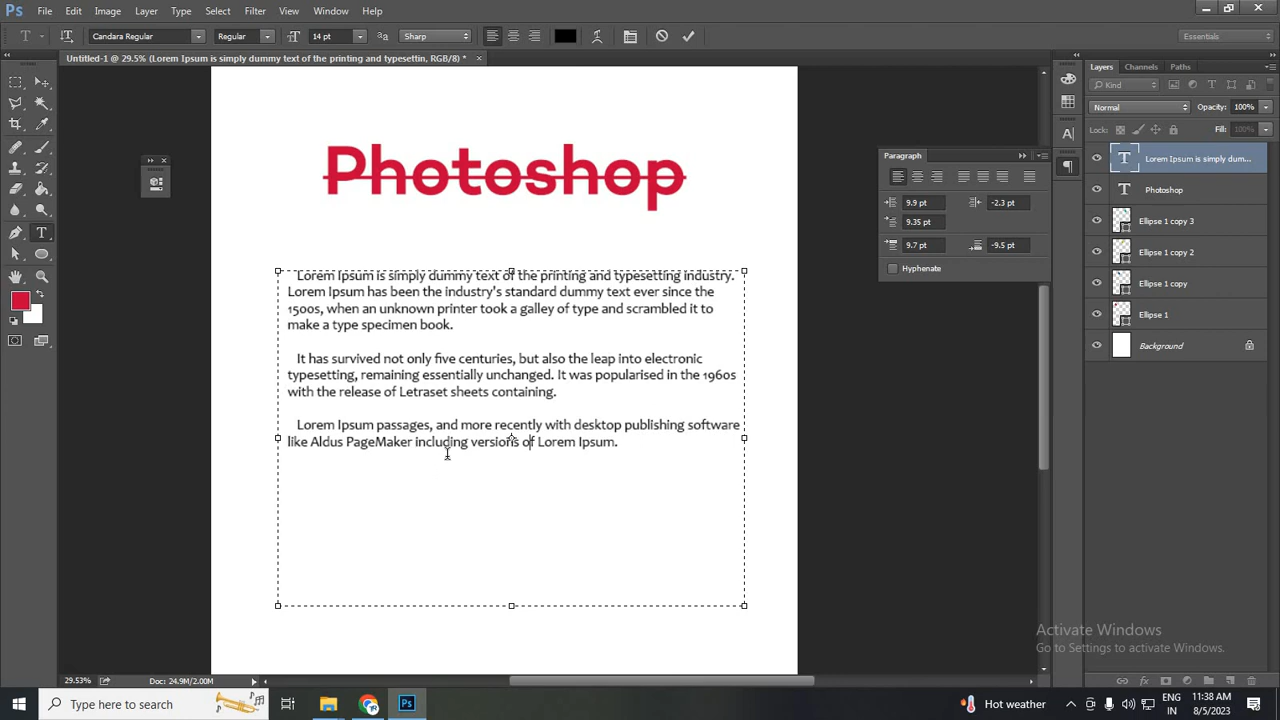 Ps File Edit Image Layer Type Select Filter View Window Help
T Candara Regular Regular 14 pt aa Sharp Essentials
Untitled-1 @ 29.5% (Lorem Ipsum is simply dummy text of the printing and typesettin, RGB/8) *
Layers Channels Paths
Kind
Normal Opacity: 100%
Lock: Fill: 100%
Paragraph
9.9 pt -2.3 pt
9.35 pt
9.7 pt -9.5 pt
Hyphenate
T Lorem Ipsum is simply dum...
T Photoshop
Ellipse 1 copy 3
Ellipse 1 copy 2
Ellipse 1 copy
Ellipse 1
Background
Photoshop
Lorem Ipsum is simply dummy text of the printing and typesetting industry.
Lorem Ipsum has been the industry's standard dummy text ever since the
1500s, when an unknown printer took a galley of type and scrambled it to
make a type specimen book.
It has survived not only five centuries, but also the leap into electronic
typesetting, remaining essentially unchanged. It was popularised in the 1960s
with the release of Letraset sheets containing.
Lorem Ipsum passages, and more recently with desktop publishing software
like Aldus PageMaker including versions of Lorem Ipsum.
Activate Windows
Go to Settings to activate Windows.
29.53% Doc: 24.9M/2.00M
Type here to search
Ps
Hot weather
ENG
IN
11:38 AM
8/5/2023